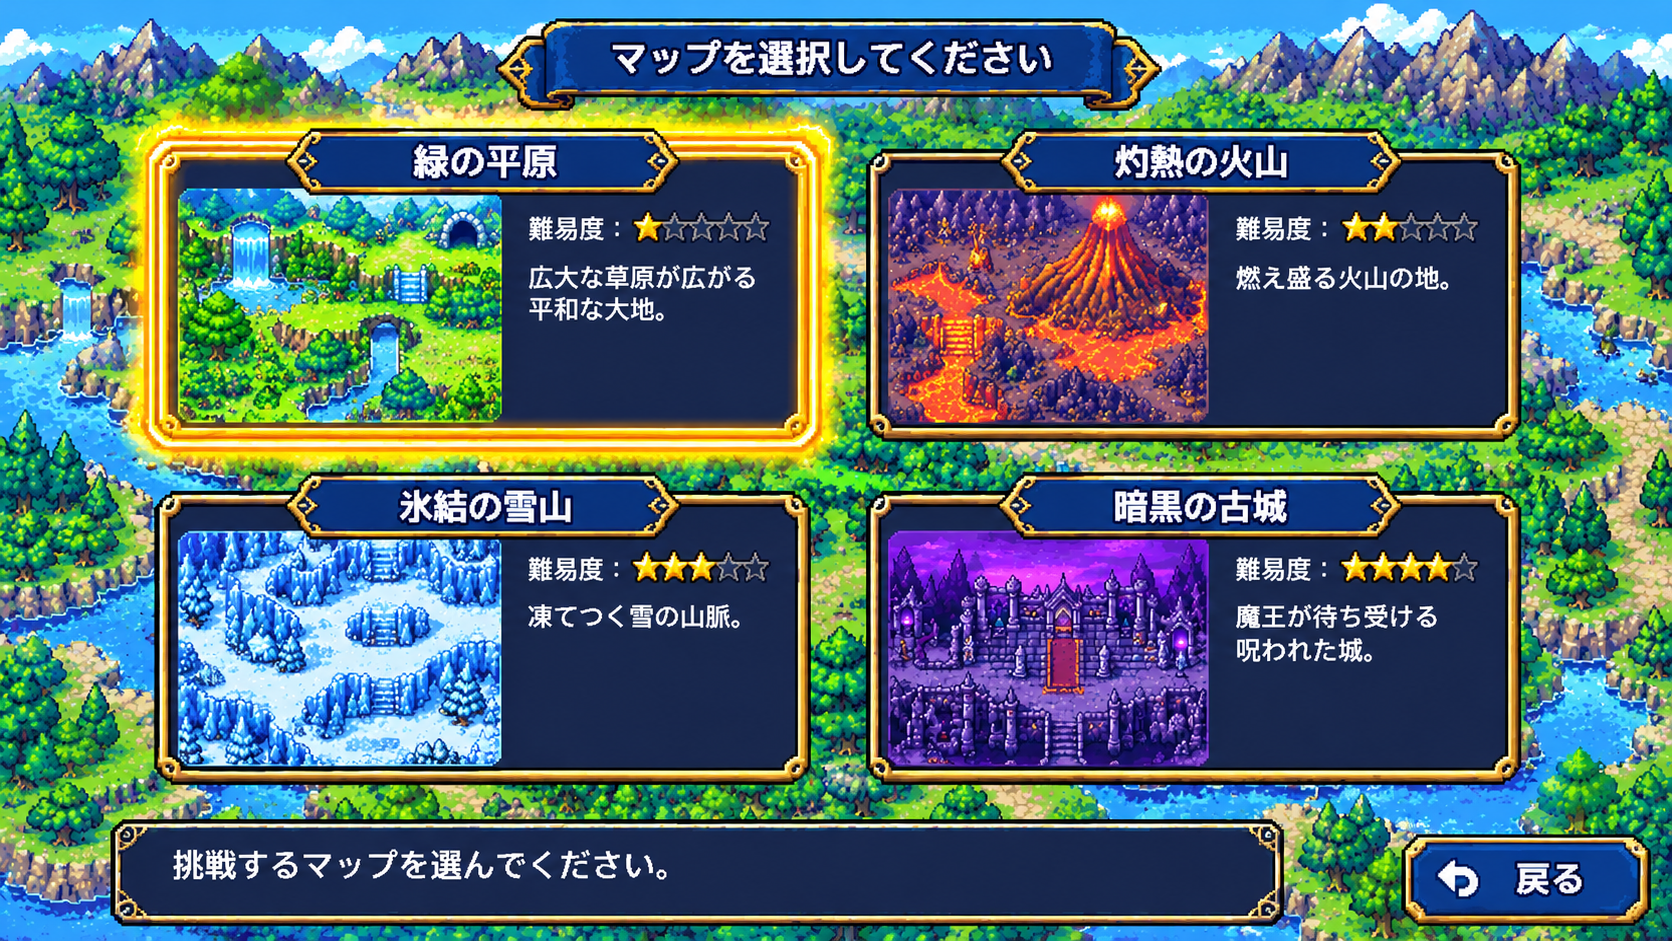 マップを選択してください
緑の平原
難易度：★☆☆☆☆
広大な草原が広がる
平和な大地。
灼熱の火山
難易度：★★☆☆☆
燃え盛る火山の地。
氷結の雪山
難易度：★★★☆☆
凍てつく雪の山脈。
暗黒の古城
難易度：★★★★☆
魔王が待ち受ける
呪われた城。
挑戦するマップを選んでください。
戻る